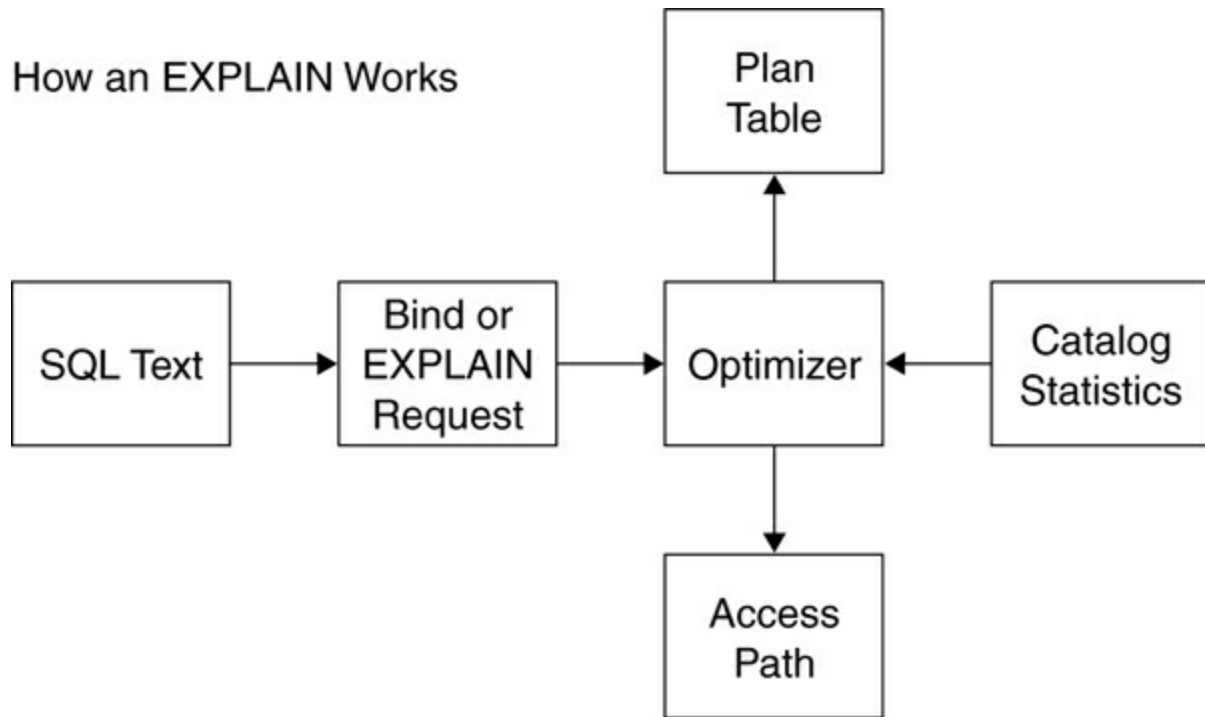 How an EXPLAIN Works
Plan
Table
SQL Text
Bind or
EXPLAIN
Request
Optimizer
Catalog
Statistics
Access
Path